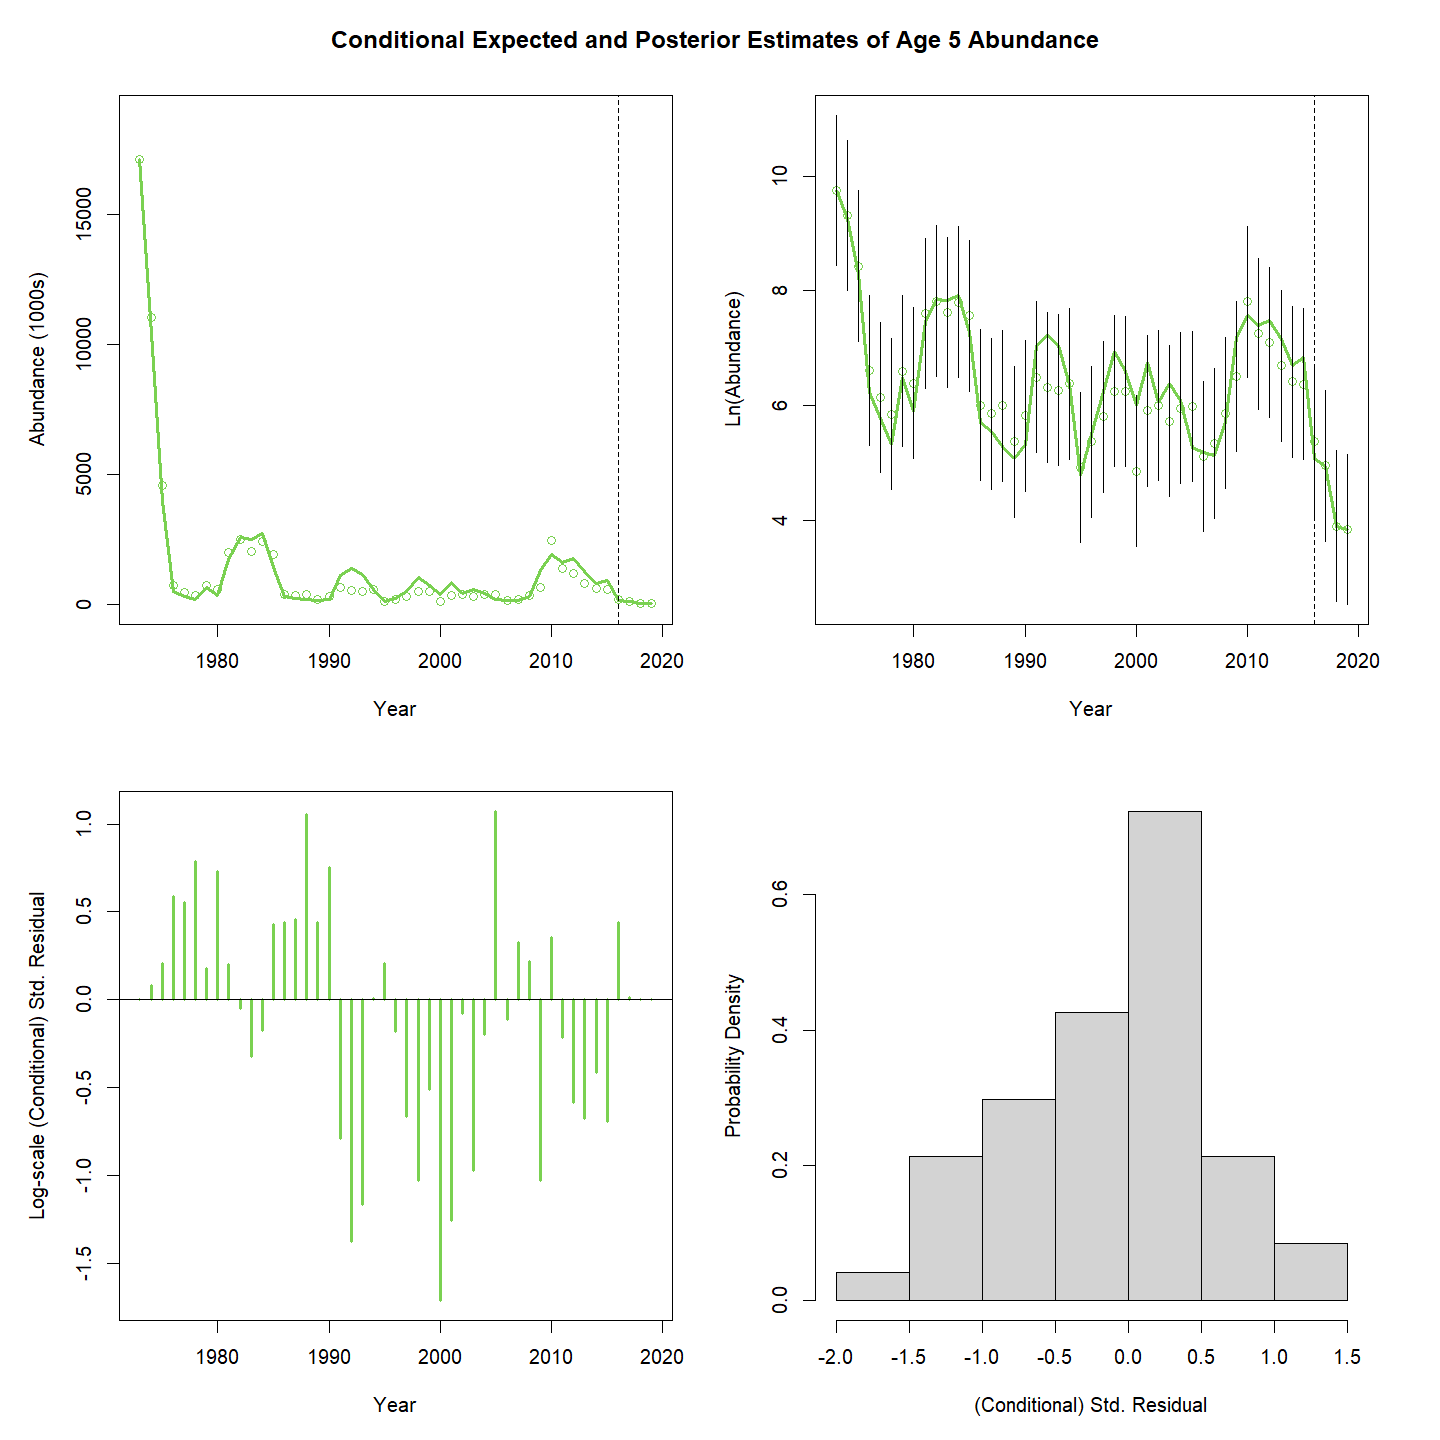 Conditional Expected and Posterior Estimates of Age 5 Abundance
Abundance (1000s)
15000
10000
5000
0
1980 1990 2000 2010 2020
Year
Ln(Abundance)
10
8
6
4
1980 1990 2000 2010 2020
Year
Log-scale (Conditional) Std. Residual
1.0
0.5
0.0
-0.5
-1.0
-1.5
1980 1990 2000 2010 2020
Year
Probability Density
0.6
0.4
0.2
0.0
-2.0 -1.5 -1.0 -0.5 0.0 0.5 1.0 1.5
(Conditional) Std. Residual